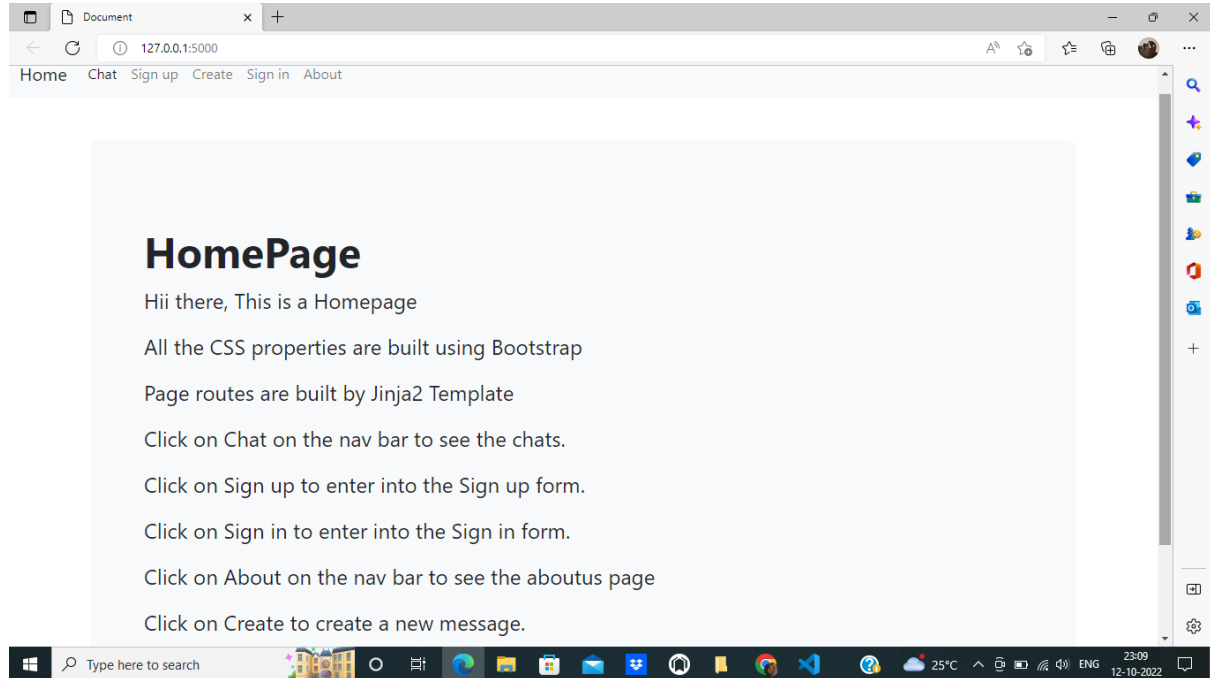 Document
127.0.0.1:5000
Home Chat Sign up Create Sign in About
HomePage
Hii there, This is a Homepage
All the CSS properties are built using Bootstrap
Page routes are built by Jinja2 Template
Click on Chat on the nav bar to see the chats.
Click on Sign up to enter into the Sign up form.
Click on Sign in to enter into the Sign in form.
Click on About on the nav bar to see the aboutus page
Click on Create to create a new message.
Type here to search
25°C
ENG
23:09
12-10-2022